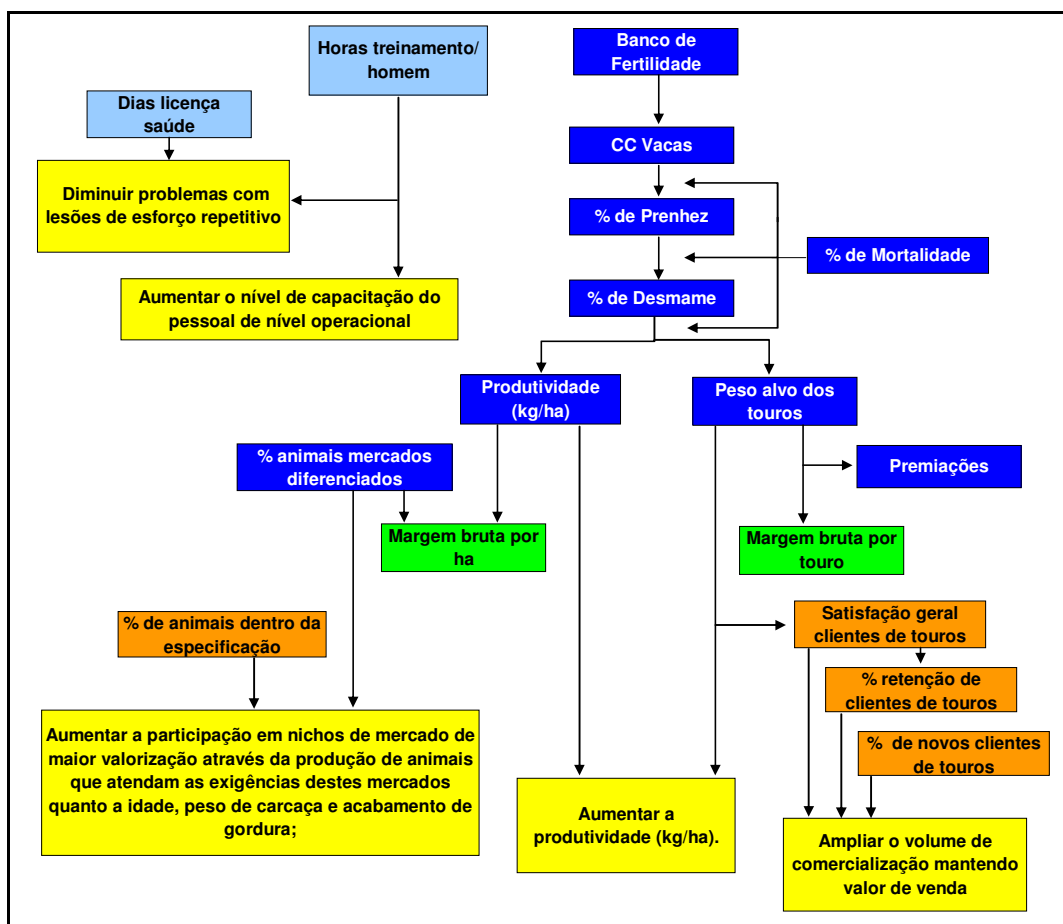 Horas treinamento/
homem
Banco de
Fertilidade
Dias licença
saúde
CC Vacas
Diminuir problemas com
lesões de esforço repetitivo
% de Prenhez
% de Mortalidade
Aumentar o nível de capacitação do
pessoal de nível operacional
% de Desmame
Produtividade
(kg/ha)
Peso alvo dos
touros
% animais mercados
diferenciados
Premiações
Margem bruta por
ha
Margem bruta por
touro
% de animais dentro da
especificação
Satisfação geral
clientes de touros
% retenção de
clientes de touros
% de novos clientes
de touros
Aumentar a participação em nichos de mercado de
maior valorização através da produção de animais
que atendam as exigências destes mercados
quanto a idade, peso de carcaça e acabamento de
gordura;
Aumentar a
produtividade (kg/ha).
Ampliar o volume de
comercialização mantendo
valor de venda